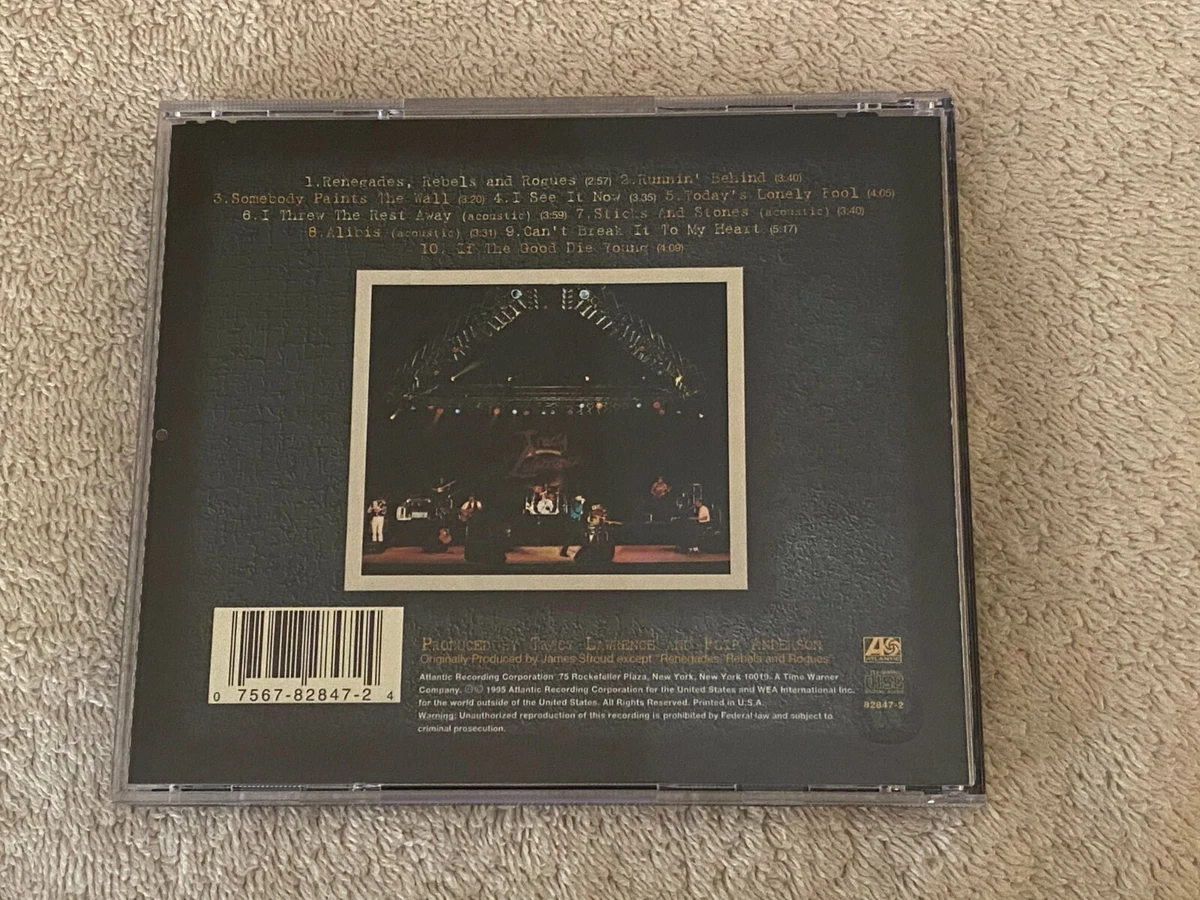 1.Renegades, Rebels and Rogues (2:57) 2.Runnin' Behind (3:40)
3.Somebody Paints The Wall (3:20) 4.I See It Now (3:35) 5.Today's Lonely Fool (4:05)
6.I Threw The Rest Away (acoustic) (3:59) 7.Sticks And Stones (acoustic) (3:40)
8.Alibis (acoustic) (3:31) 9.Can't Break It To My Heart (5:17)
10. If The Good Die Young (4:09)
Tracy
PRODUCED BY TRACY LAWRENCE AND FLIP ANDERSON
Originally Produced by James Stroud except "Renegades, Rebels and Rogues"
Atlantic Recording Corporation 75 Rockefeller Plaza, New York, New York 10019. A Time Warner
Company. ℗© 1995 Atlantic Recording Corporation for the United States and WEA International Inc.
for the world outside of the United States. All Rights Reserved. Printed in U.S.A.
Warning: Unauthorized reproduction of this recording is prohibited by Federal law and subject to
criminal prosecution.
ATLANTIC
disc
82847-2
0 7567-82847-2 4